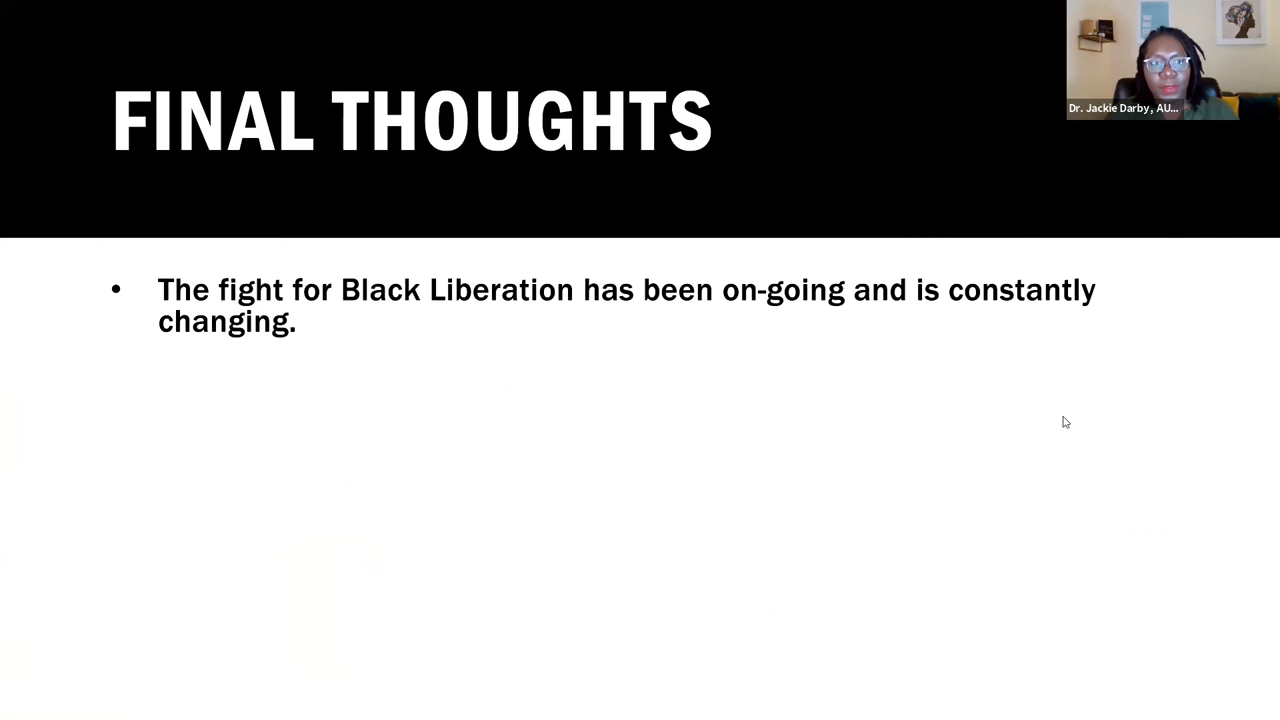 Dr. Jackie Darby, AU...
FINAL THOUGHTS
• The fight for Black Liberation has been on-going and is constantly
changing.